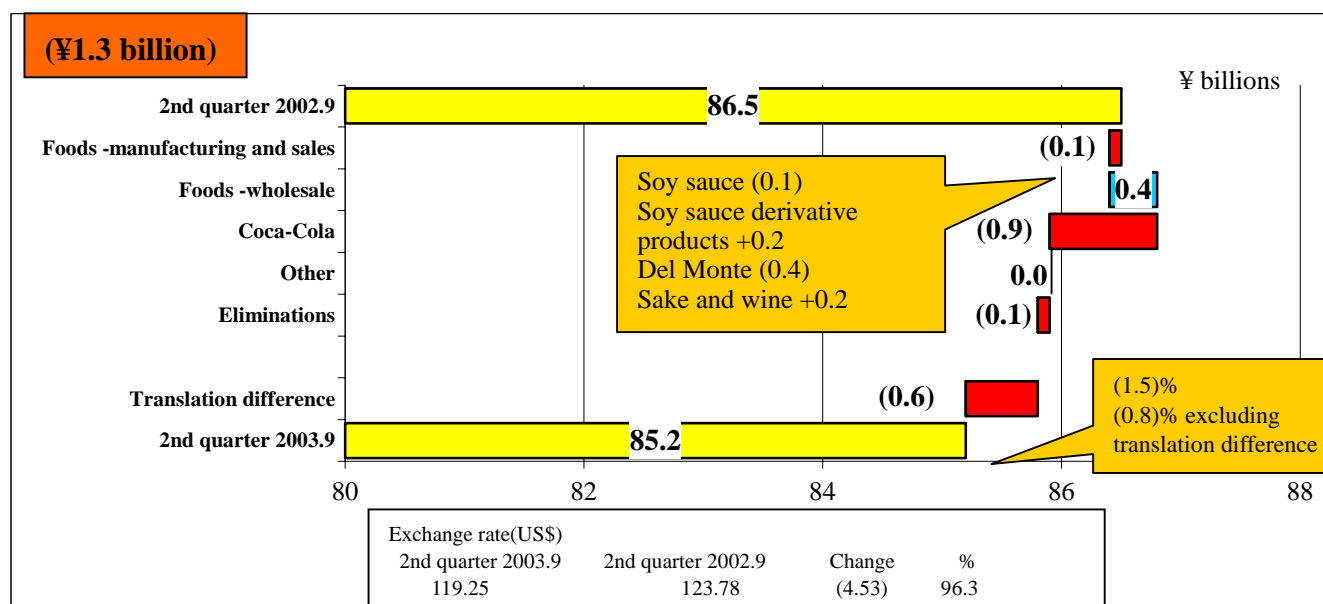 (¥1.3 billion)
¥ billions
2nd quarter 2002.9
86.5
Foods -manufacturing and sales
(0.1)
Foods -wholesale
0.4
Coca-Cola
(0.9)
Other
0.0
Eliminations
(0.1)
Soy sauce (0.1)
Soy sauce derivative
products +0.2
Del Monte (0.4)
Sake and wine +0.2
Translation difference
(0.6)
2nd quarter 2003.9
85.2
(1.5)%
(0.8)% excluding
translation difference
80 82 84 86 88
Exchange rate(US$)
2nd quarter 2003.9 2nd quarter 2002.9 Change %
119.25 123.78 (4.53) 96.3